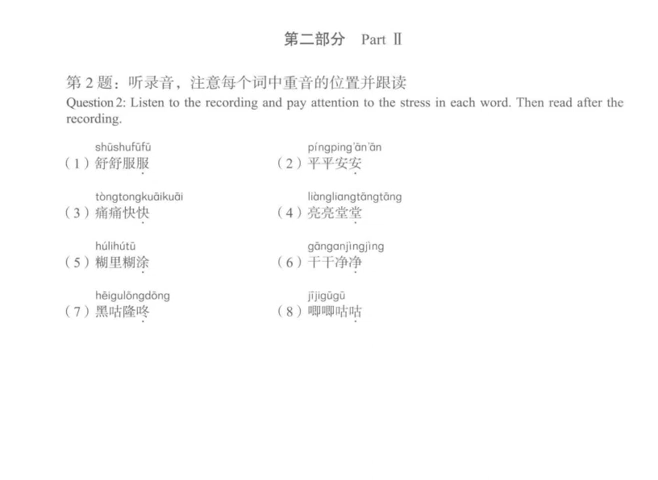 第二部分 Part Ⅱ
第 2 题：听录音，注意每个词中重音的位置并跟读
Question 2: Listen to the recording and pay attention to the stress in each word. Then read after the
recording.
shūshufūfū
（1）舒舒服服
píngping'ān'ān
（2）平平安安
tòngtongkuāikuāi
（3）痛痛快快
liàngliangtāngtāng
（4）亮亮堂堂
húlihútū
（5）糊里糊涂
gānganjìngjìng
（6）干干净净
hēigulōngdōng
（7）黑咕隆咚
jījigūgū
（8）唧唧咕咕